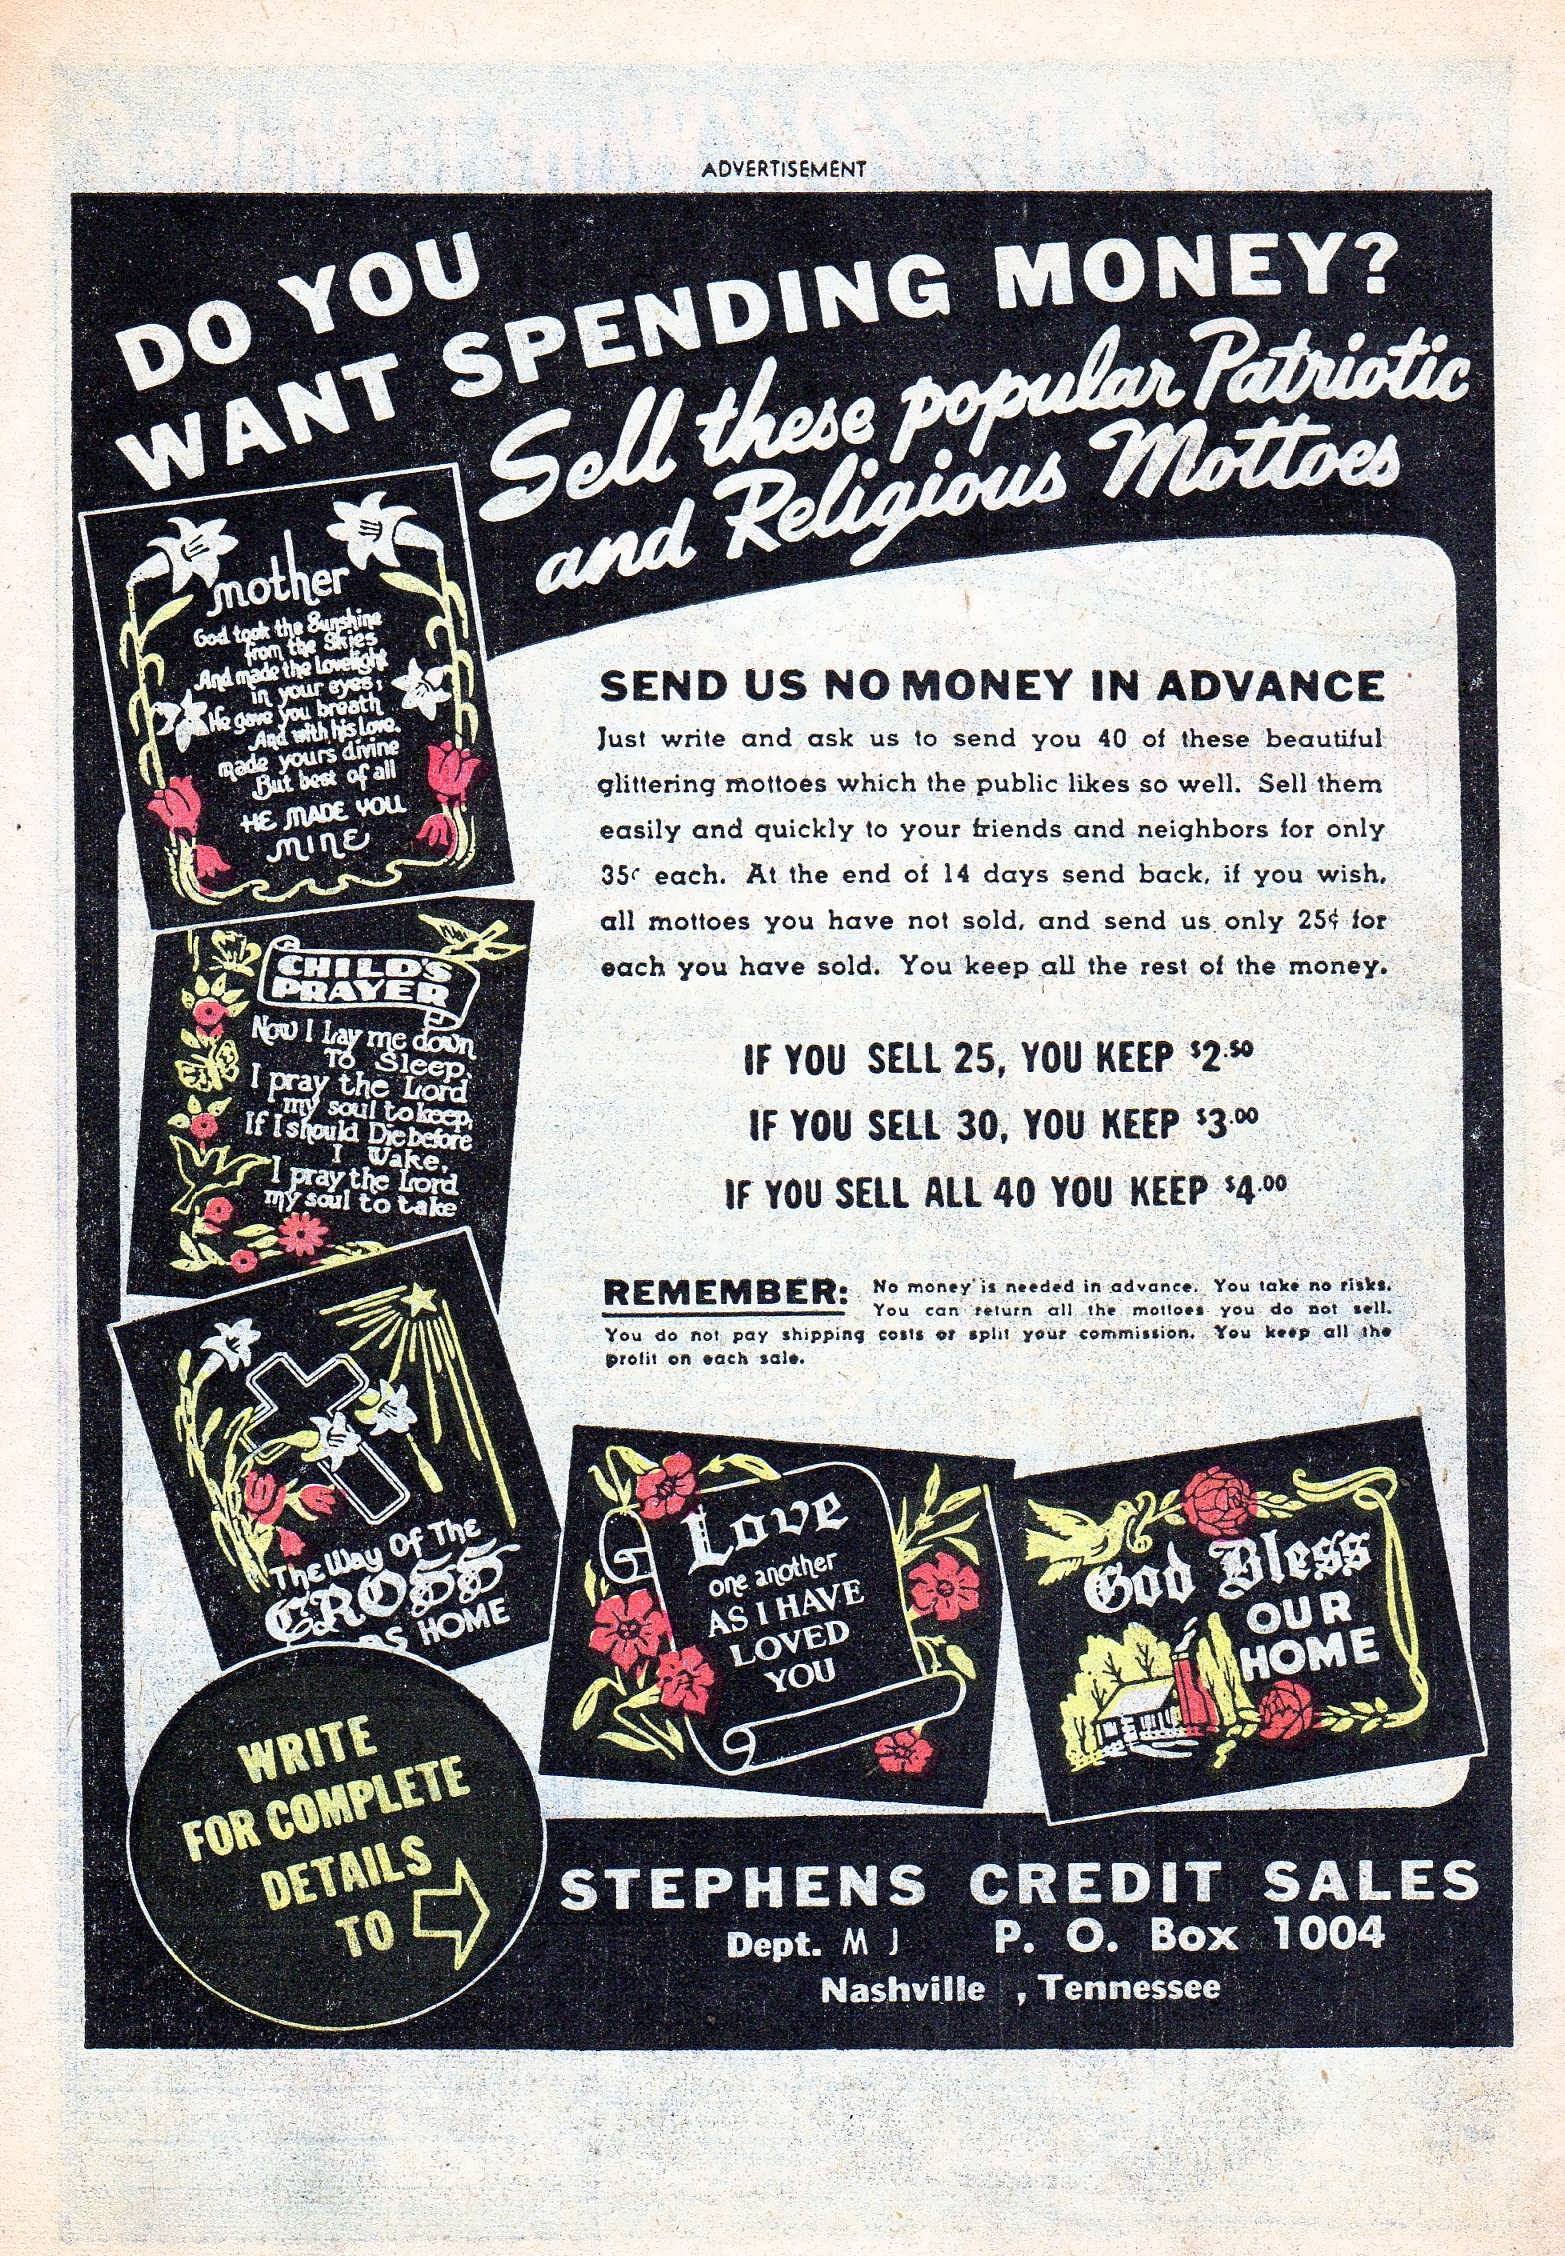 ADVERTISEMENT
DO YOU
WANT SPENDING MONEY?
Sell these popular Patriotic
and Religious Mottoes
mother
God took the Sunshine
from the Skies
And made the Lovelight
in your eyes;
He gave you breath
And with his Love,
made yours divine
But best of all
HE MADE YOU
MINE
CHILD'S
PRAYER
Now I Lay me down
To Sleep.
I pray the Lord
my soul to keep,
If I should Die before
I Wake,
I pray the Lord
my soul to take
The Way Of The
CROSS
HOME
SEND US NO MONEY IN ADVANCE
Just write and ask us to send you 40 of these beautiful
glittering mottoes which the public likes so well. Sell them
easily and quickly to your friends and neighbors for only
35¢ each. At the end of 14 days send back, if you wish,
all mottoes you have not sold, and send us only 25¢ for
each you have sold. You keep all the rest of the money.
IF YOU SELL 25, YOU KEEP $2.50
IF YOU SELL 30, YOU KEEP $3.00
IF YOU SELL ALL 40 YOU KEEP $4.00
REMEMBER: No money is needed in advance. You take no risks.
You can return all the mottoes you do not sell.
You do not pay shipping costs or split your commission. You keep all the
profit on each sale.
Love
one another
AS I HAVE
LOVED
YOU
God Bless
OUR
HOME
WRITE
FOR COMPLETE
DETAILS
TO
STEPHENS CREDIT SALES
Dept. M J P. O. Box 1004
Nashville , Tennessee